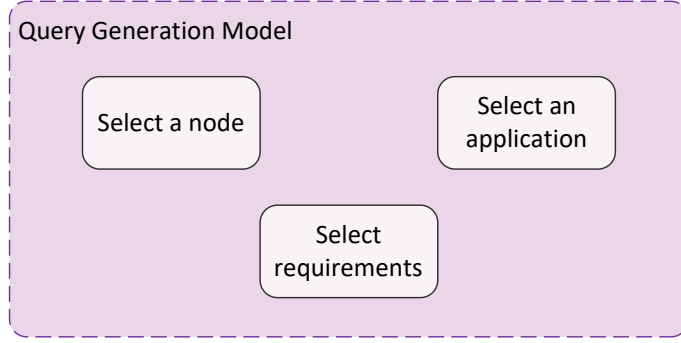 Query Generation Model
Select a node
Select an
application
Select
requirements